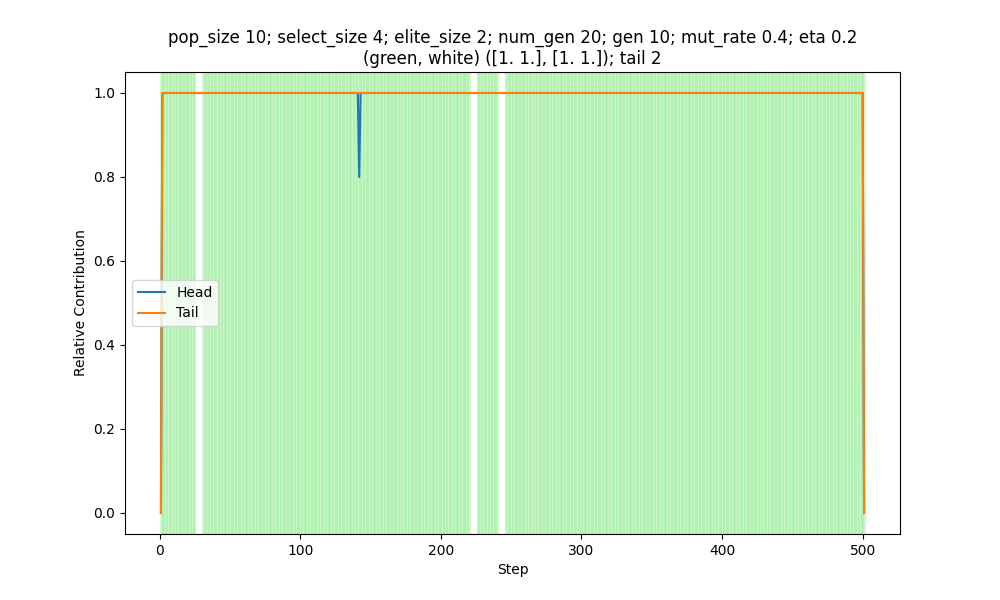 pop_size 10; select_size 4; elite_size 2; num_gen 20; gen 10; mut_rate 0.4; eta 0.2
(green, white) ([1. 1.], [1. 1.]); tail 2
1.0
0.8
0.6
0.4
0.2
0.0
Relative Contribution
Head
Tail
0
100
200
300
400
500
Step